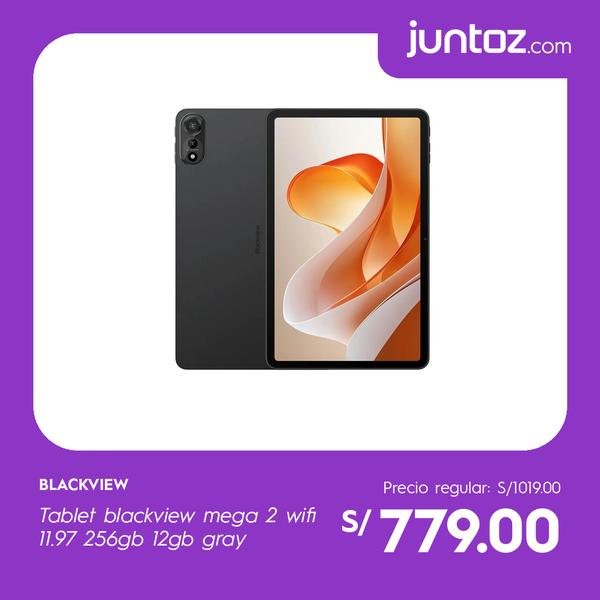 juntoz.com
Blackview
BLACKVIEW
Tablet blackview mega 2 wifi
11.97 256gb 12gb gray
Precio regular: S/1019.00
S/779.00